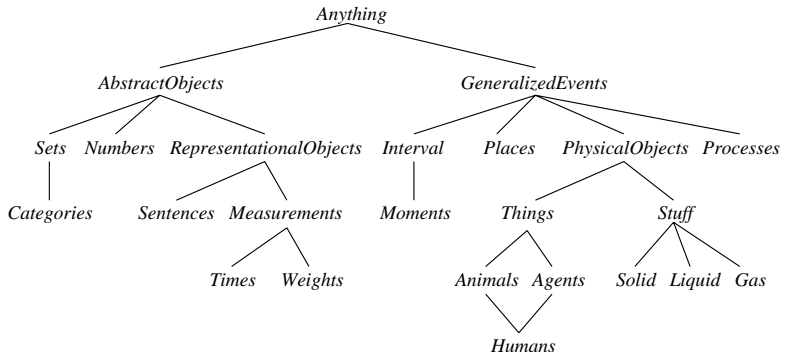 Anything
AbstractObjects GeneralizedEvents
Sets Numbers RepresentationalObjects Interval Places PhysicalObjects Processes
Categories Sentences Measurements Moments Things Stuff
Times Weights Animals Agents Solid Liquid Gas
Humans